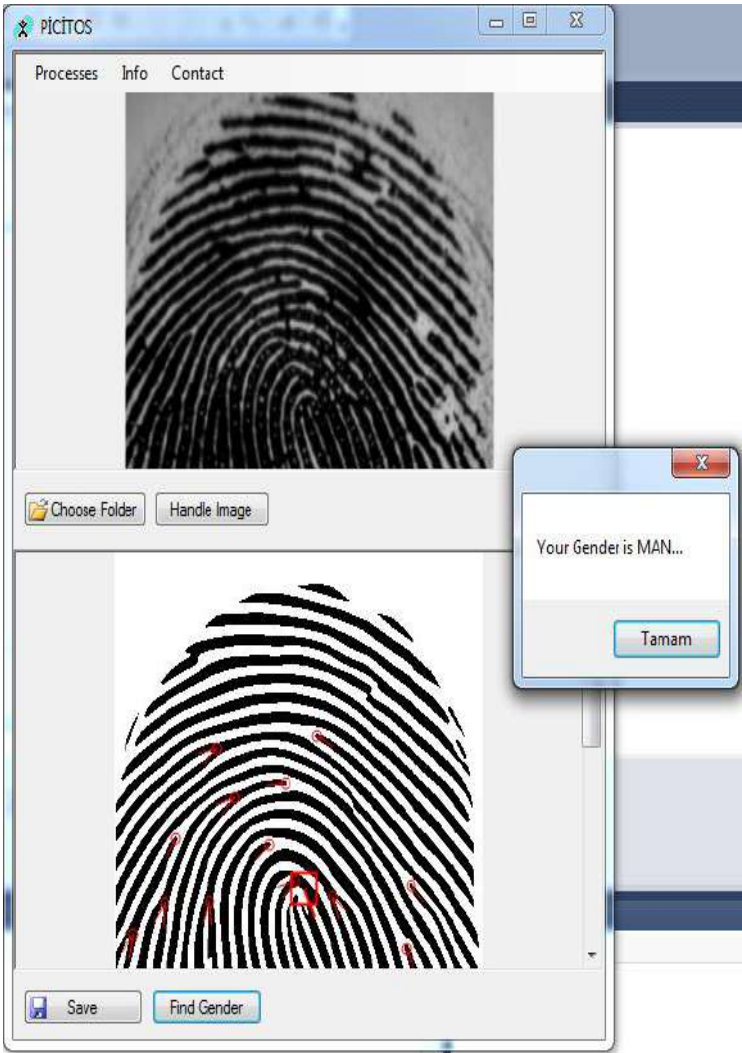 PİCİTOS
Processes Info Contact
Choose Folder Handle Image
Your Gender is MAN...
Tamam
Save Find Gender